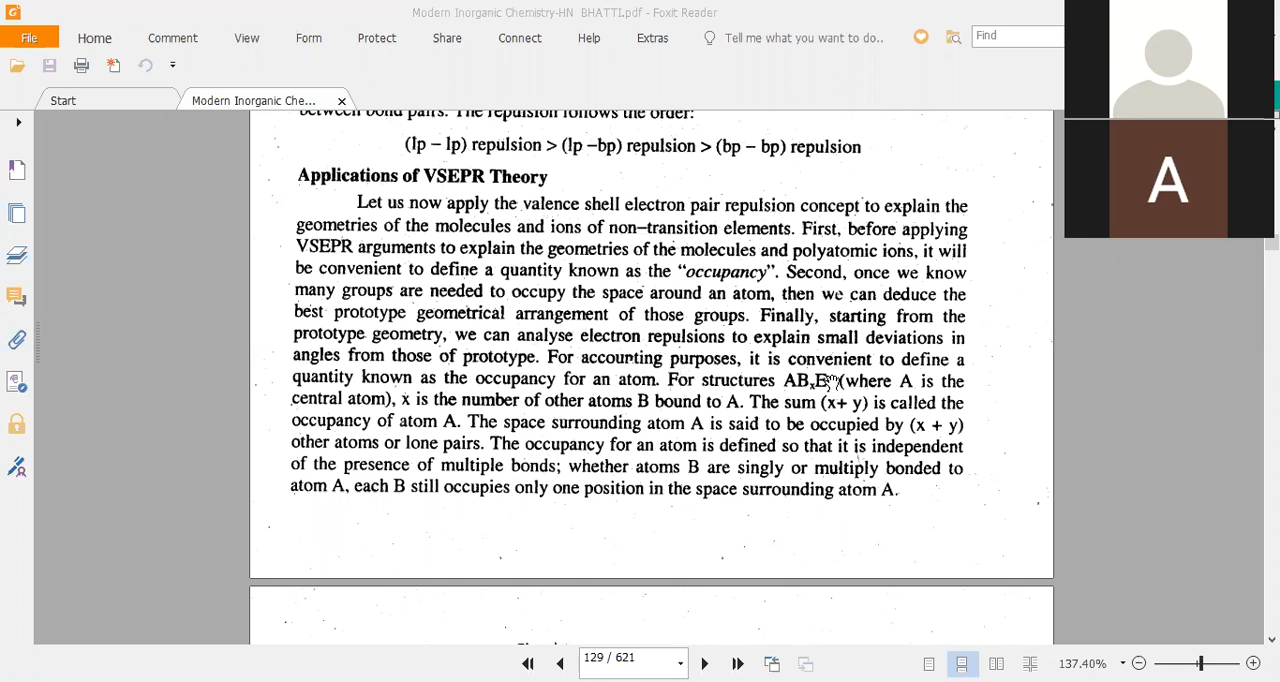 Modern Inorganic Chemistry-HN BHATTI.pdf - Foxit Reader
File Home Comment View Form Protect Share Connect Help Extras Tell me what you want to do.. Find
Start Modern Inorganic Che... ×
between bond pairs. The repulsion follows the order:
(lp – lp) repulsion > (lp –bp) repulsion > (bp – bp) repulsion
Applications of VSEPR Theory
Let us now apply the valence shell electron pair repulsion concept to explain the
geometries of the molecules and ions of non–transition elements. First, before applying
VSEPR arguments to explain the geometries of the molecules and polyatomic ions, it will
be convenient to define a quantity known as the “occupancy”. Second, once we know
many groups are needed to occupy the space around an atom, then we can deduce the
best prototype geometrical arrangement of those groups. Finally, starting from the
prototype geometry, we can analyse electron repulsions to explain small deviations in
angles from those of prototype. For accounting purposes, it is convenient to define a
quantity known as the occupancy for an atom. For structures ABₓE (where A is the
central atom), x is the number of other atoms B bound to A. The sum (x+ y) is called the
occupancy of atom A. The space surrounding atom A is said to be occupied by (x + y)
other atoms or lone pairs. The occupancy for an atom is defined so that it is independent
of the presence of multiple bonds; whether atoms B are singly or multiply bonded to
atom A, each B still occupies only one position in the space surrounding atom A.
A
129 / 621
137.40%